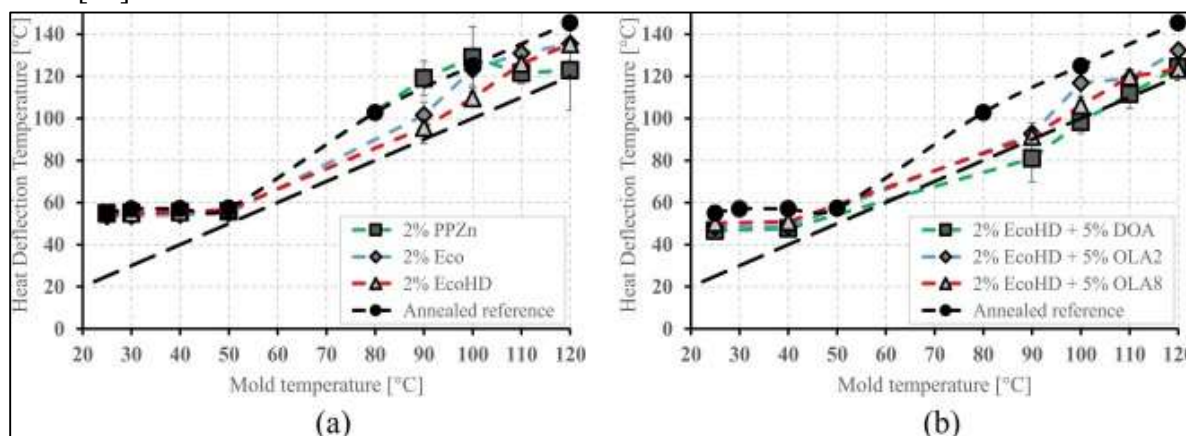 Heat Deflection Temperature [°C]
140
120
100
80
60
40
20
0
2% PPZn
2% Eco
2% EcoHD
Annealed reference
20 30 40 50 60 70 80 90 100 110 120
Mold temperature [°C]
(a)
Heat Deflection Temperature [°C]
140
120
100
80
60
40
20
0
2% EcoHD + 5% DOA
2% EcoHD + 5% OLA2
2% EcoHD + 5% OLA8
Annealed reference
20 30 40 50 60 70 80 90 100 110 120
Mold temperature [°C]
(b)